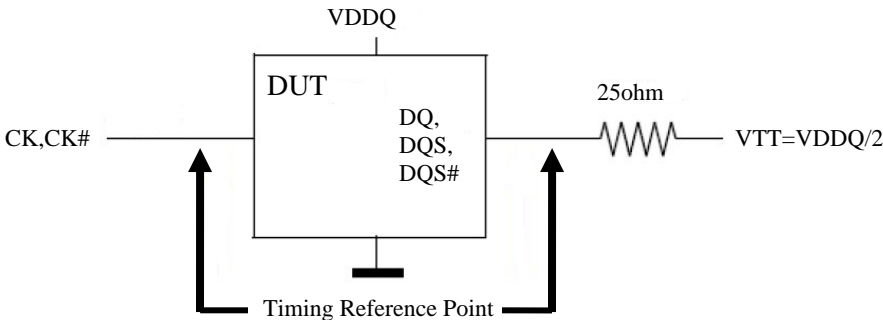 VDDQ
DUT
25ohm
CK,CK#
DQ,
DQS,
DQS#
VTT=VDDQ/2
Timing Reference Point